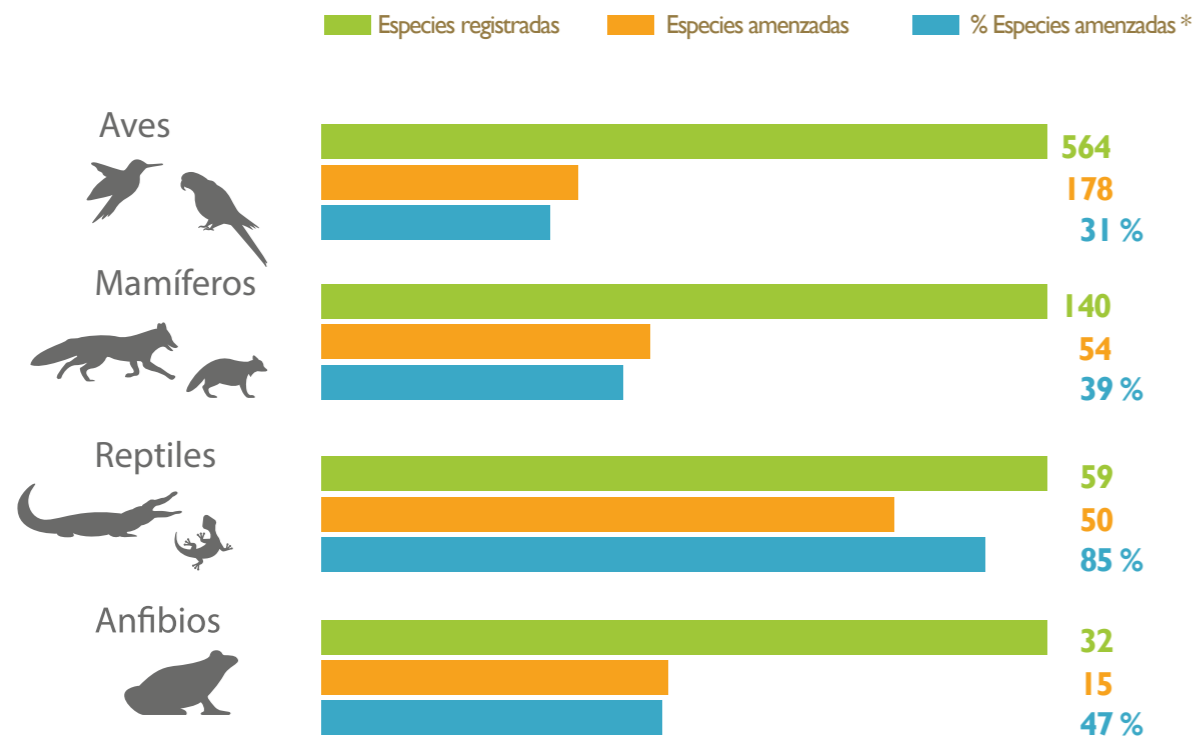 Especies registradas Especies amenzadas % Especies amenzadas *
Aves
564
178
31 %
Mamíferos
140
54
39 %
Reptiles
59
50
85 %
Anfibios
32
15
47 %